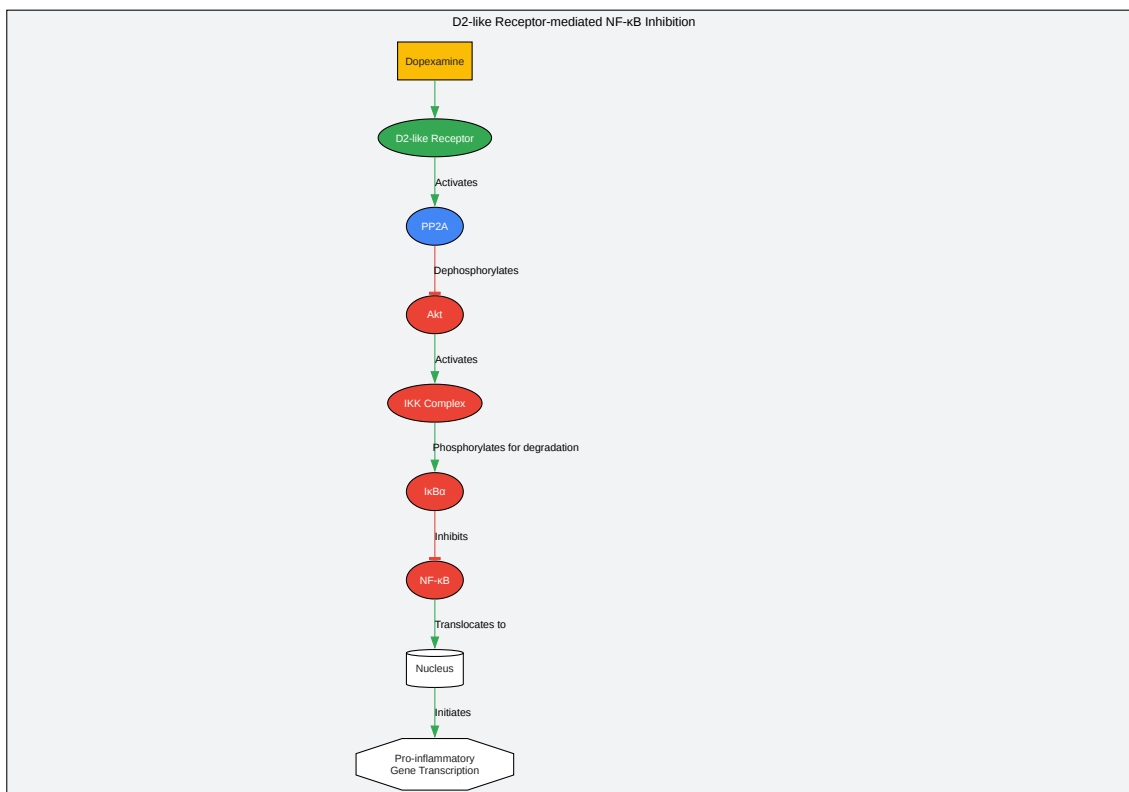 D2-like Receptor-mediated NF-κB Inhibition
Dopexamine
D2-like Receptor
Activates
PP2A
Dephosphorylates
Akt
Activates
IKK Complex
Phosphorylates for degradation
IκBα
Inhibits
NF-κB
Translocates to
Nucleus
Initiates
Pro-inflammatory
Gene Transcription